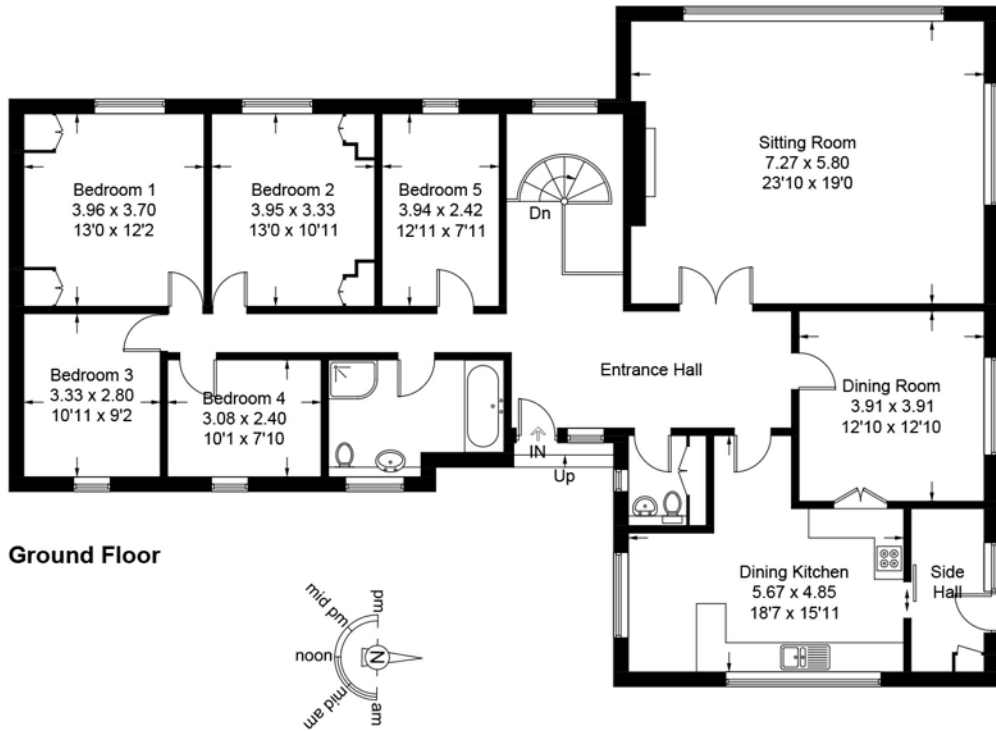 Sitting Room
7.27 x 5.80
23'10 x 19'0
Bedroom 1
3.96 x 3.70
13'0 x 12'2
Bedroom 2
3.95 x 3.33
13'0 x 10'11
Bedroom 5
3.94 x 2.42
12'11 x 7'11
Dn
Bedroom 3
3.33 x 2.80
10'11 x 9'2
Bedroom 4
3.08 x 2.40
10'1 x 7'10
Entrance Hall
Dining Room
3.91 x 3.91
12'10 x 12'10
IN
Up
Ground Floor
Dining Kitchen
5.67 x 4.85
18'7 x 15'11
Side
Hall
pm
mid pm
noon
N
mid am
am